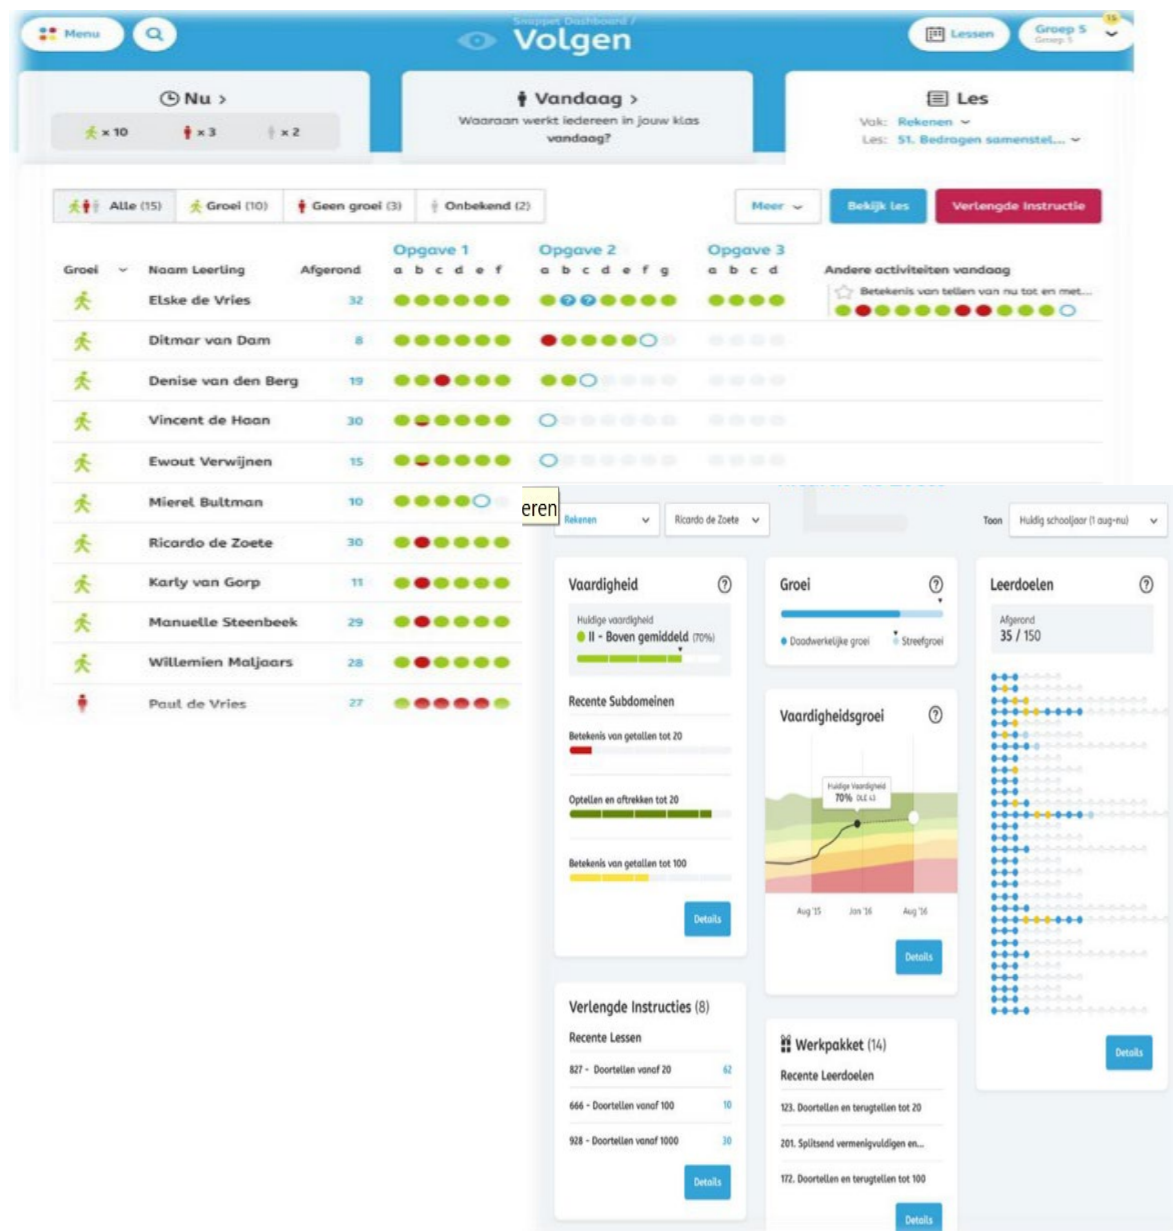 Menu
Snappet Dashboard /
Volgen
Lessen
Groep 5
Groep 5
15
Nu >
x 10 x 3 x 2
Vandaag >
Waaraan werkt iedereen in jouw klas
vandaag?
Les
Vak: Rekenen
Les: 51. Bedragen samenstel...
Alle (15) Groei (10) Geen groei (3) Onbekend (2)
Meer Bekijk les Verlengde Instructie
Opgave 1 Opgave 2 Opgave 3
Groei Naam Leerling Afgerond a b c d e f a b c d e f g a b c d Andere activiteiten vandaag
Elske de Vries 32 ? ? Betekenis van tellen van nu tot en met...
Ditmar van Dam 8
Denise van den Berg 19
Vincent de Haan 30
Ewout Verwijnen 15
Mierel Bultman 10
Ricardo de Zoete 30
Karly van Gorp 11
Manuelle Steenbeek 29
Willemien Maljaars 28
Paul de Vries 27
eren
Rekenen Ricardo de Zoete Toon Huidig schooljaar (1 aug-nu)
Vaardigheid ?
Huidige vaardigheid
II - Boven gemiddeld (70%)
Recente Subdomeinen
Betekenis van getallen tot 20
Optellen en aftrekken tot 20
Betekenis van getallen tot 100
Details
Groei ?
Daadwerkelijke groei Streefgroei
Vaardigheidsgroei ?
Huidige Vaardigheid
70% DLE 43
Aug '15 Jan '16 Aug '16
Details
Leerdoelen ?
Afgerond
35 / 150
Details
Verlengde Instructies (8)
Recente Lessen
827 - Doortellen vanaf 20 62
666 - Doortellen vanaf 100 10
928 - Doortellen vanaf 1000 30
Details
Werkpakket (14)
Recente Leerdoelen
123. Doortellen en terugtellen tot 20
201. Splitsend vermenigvuldigen en...
172. Doortellen en terugtellen tot 100
Details